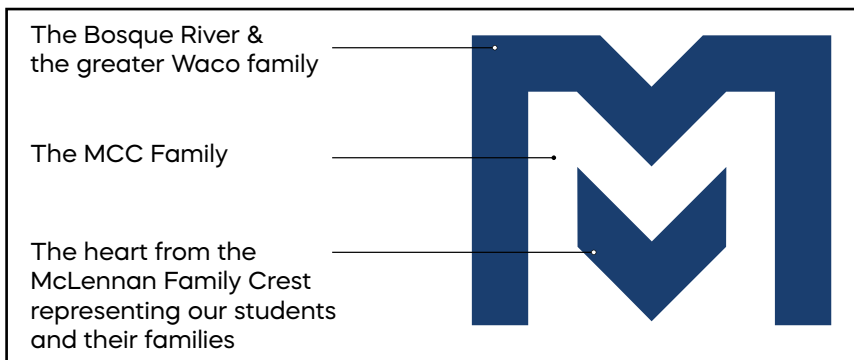 The Bosque River &
the greater Waco family
The MCC Family
The heart from the
McLennan Family Crest
representing our students
and their families